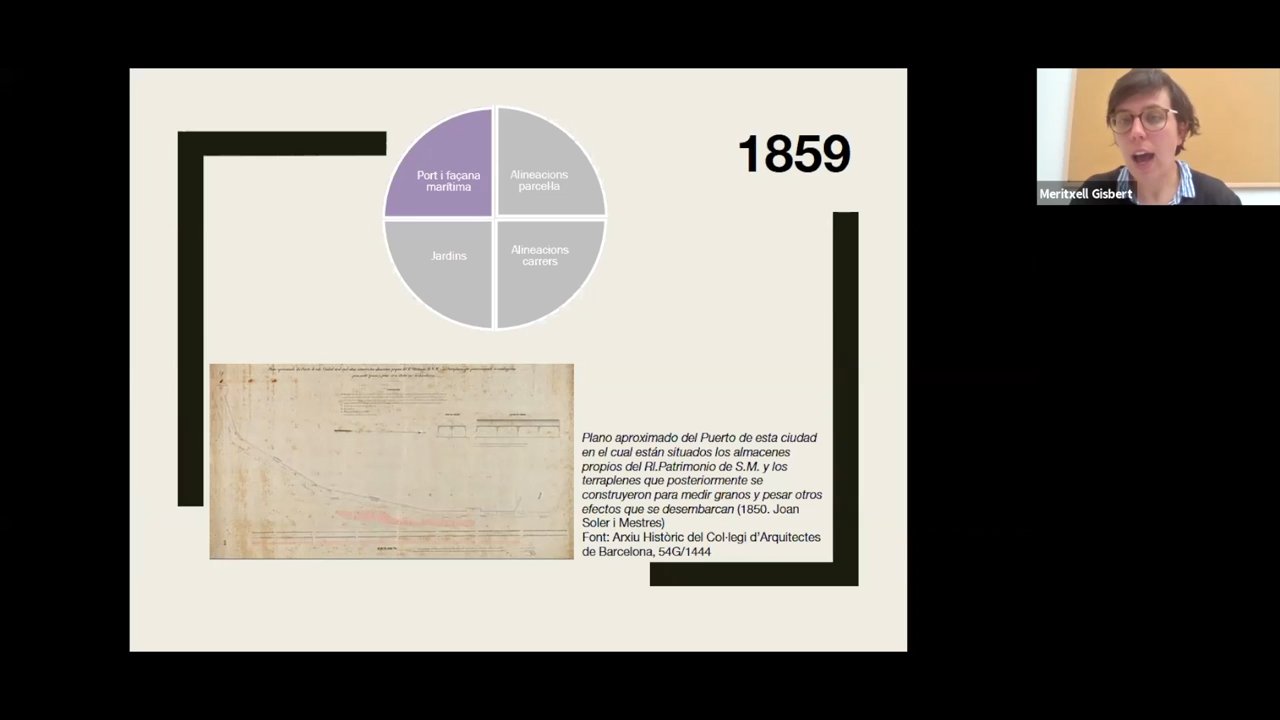 1859
Port i façana
marítima
Alineacions
parcel·la
Jardins
Alineacions
carrers
Plano aproximado del Puerto de esta ciudad
en el cual están situados los almacenes
propios del Rl.Patrimonio de S.M. y los
terraplenes que posteriormente se
construyeron para medir granos y pesar otros
efectos que se desembarcan (1850. Joan
Soler i Mestres)
Font: Arxiu Històric del Col·legi d’Arquitectes
de Barcelona, 54G/1444
Meritxell Gisbert